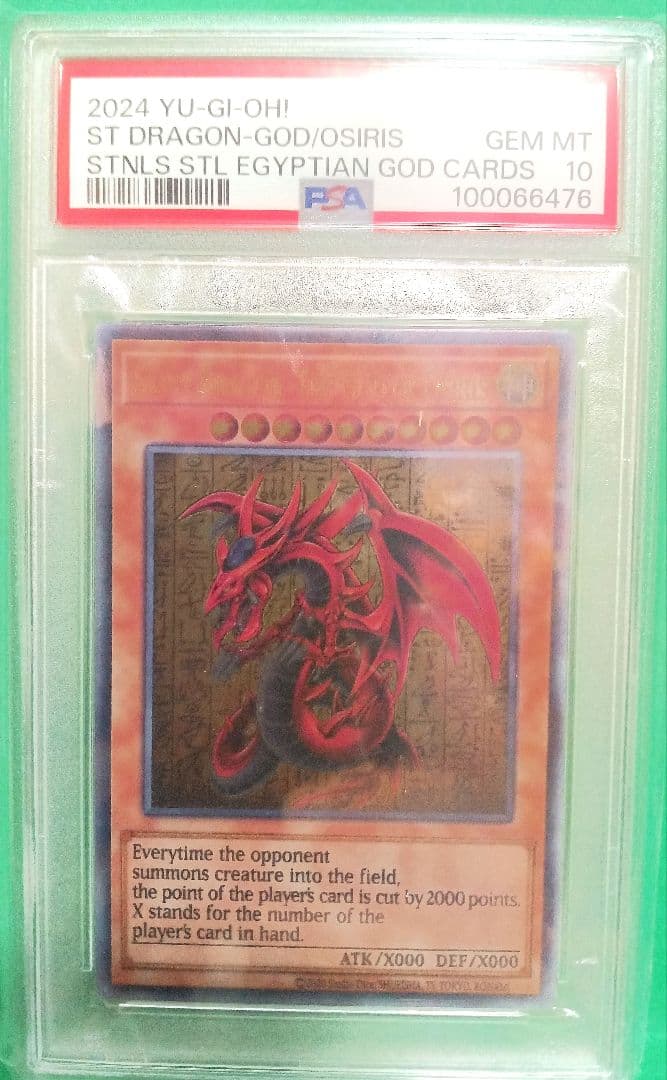 2024 YU-GI-OH!
ST DRAGON-GOD/OSIRIS GEM MT
STNLS STL EGYPTIAN GOD CARDS 10
PSA 100066476
Everytime the opponent
summons creature into the field,
the point of the player's card is cut by 2000 points.
X stands for the number of the
player's card in hand.
ATK/X000 DEF/X000